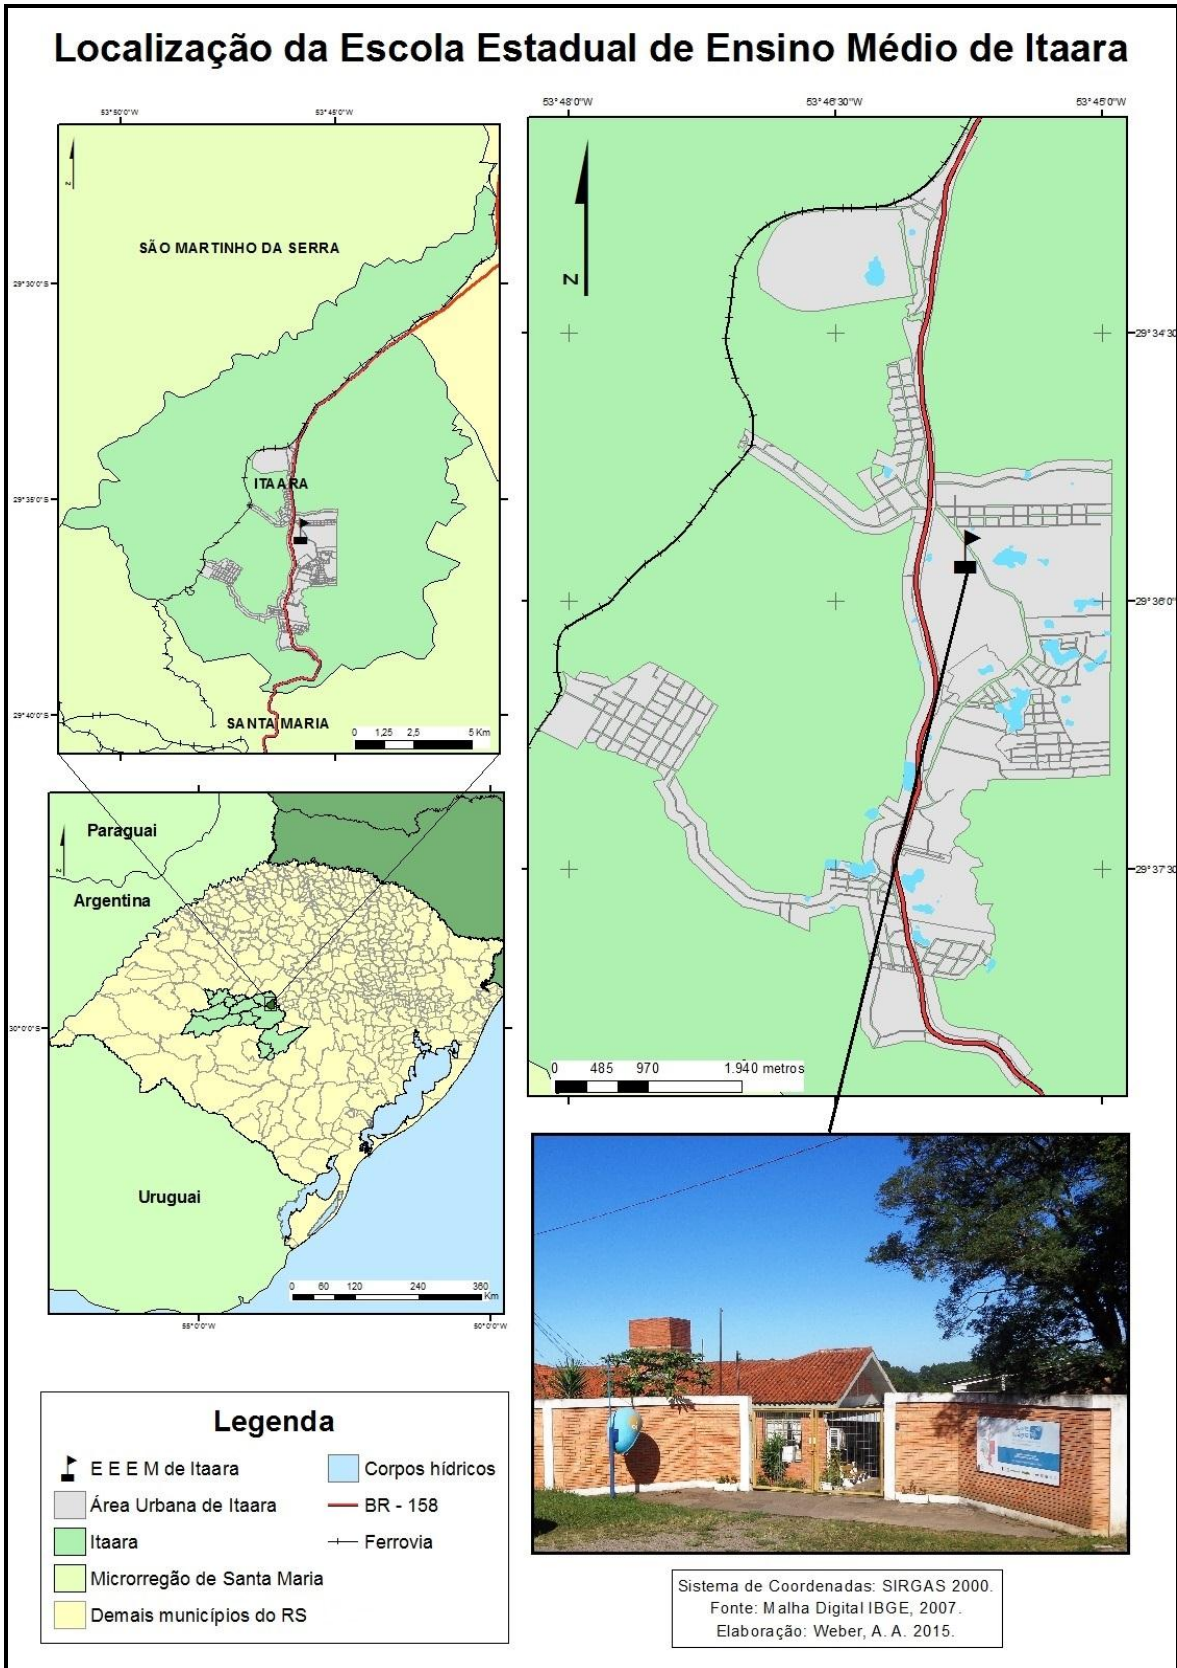 Localização da Escola Estadual de Ensino Médio de Itaara
53°50'0"W
53°45'0"W
SÃO MARTINHO DA SERRA
29°30'0"S
ITAARA
29°35'0"S
29°40'0"S
SANTA MARIA
0 1,25 2,5 5 Km
N
53°48'0"W
53°46'30"W
53°45'0"W
N
29°34'30
29°36'0"S
29°37'30
0 485 970 1.940 metros
Paraguai
N
Argentina
30°0'0"S
Uruguai
0 60 120 240 360
Km
55°0'0"W
50°0'0"W
Legenda
E E E M de Itaara
Área Urbana de Itaara
Itaara
Microrregão de Santa Maria
Demais municípios do RS
Corpos hídricos
BR - 158
Ferrovia
Sistema de Coordenadas: SIRGAS 2000.
Fonte: Malha Digital IBGE, 2007.
Elaboração: Weber, A. A. 2015.